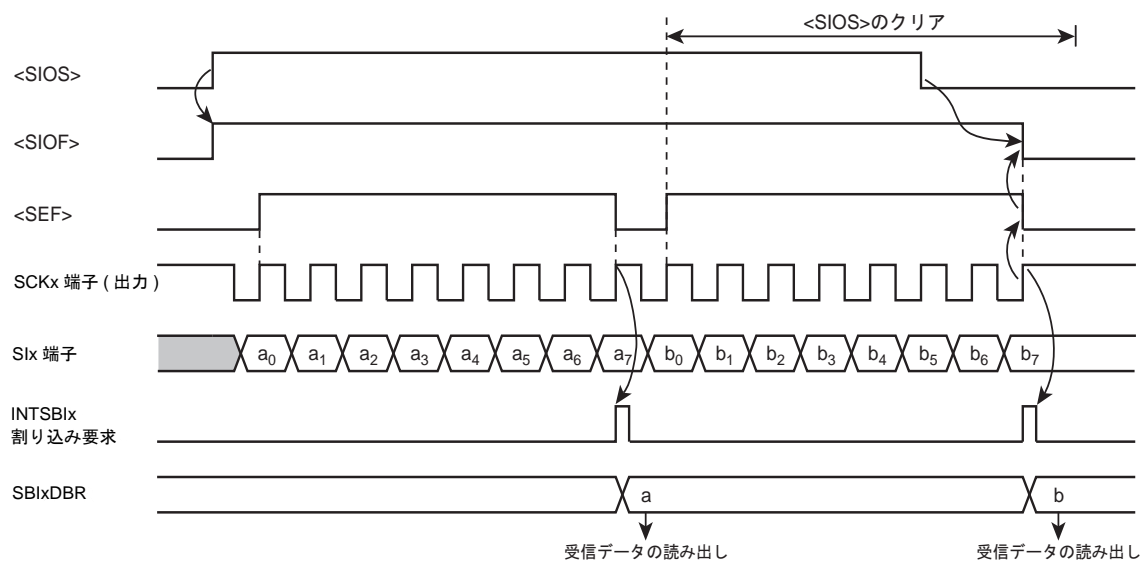 <SIOS>のクリア
<SIOS>
<SIOF>
<SEF>
SCKx 端子 ( 出力 )
SIx 端子
a0 a1 a2 a3 a4 a5 a6 a7 b0 b1 b2 b3 b4 b5 b6 b7
INTSBIx
割り込み要求
SBIxDBR
a b
受信データの読み出し 受信データの読み出し